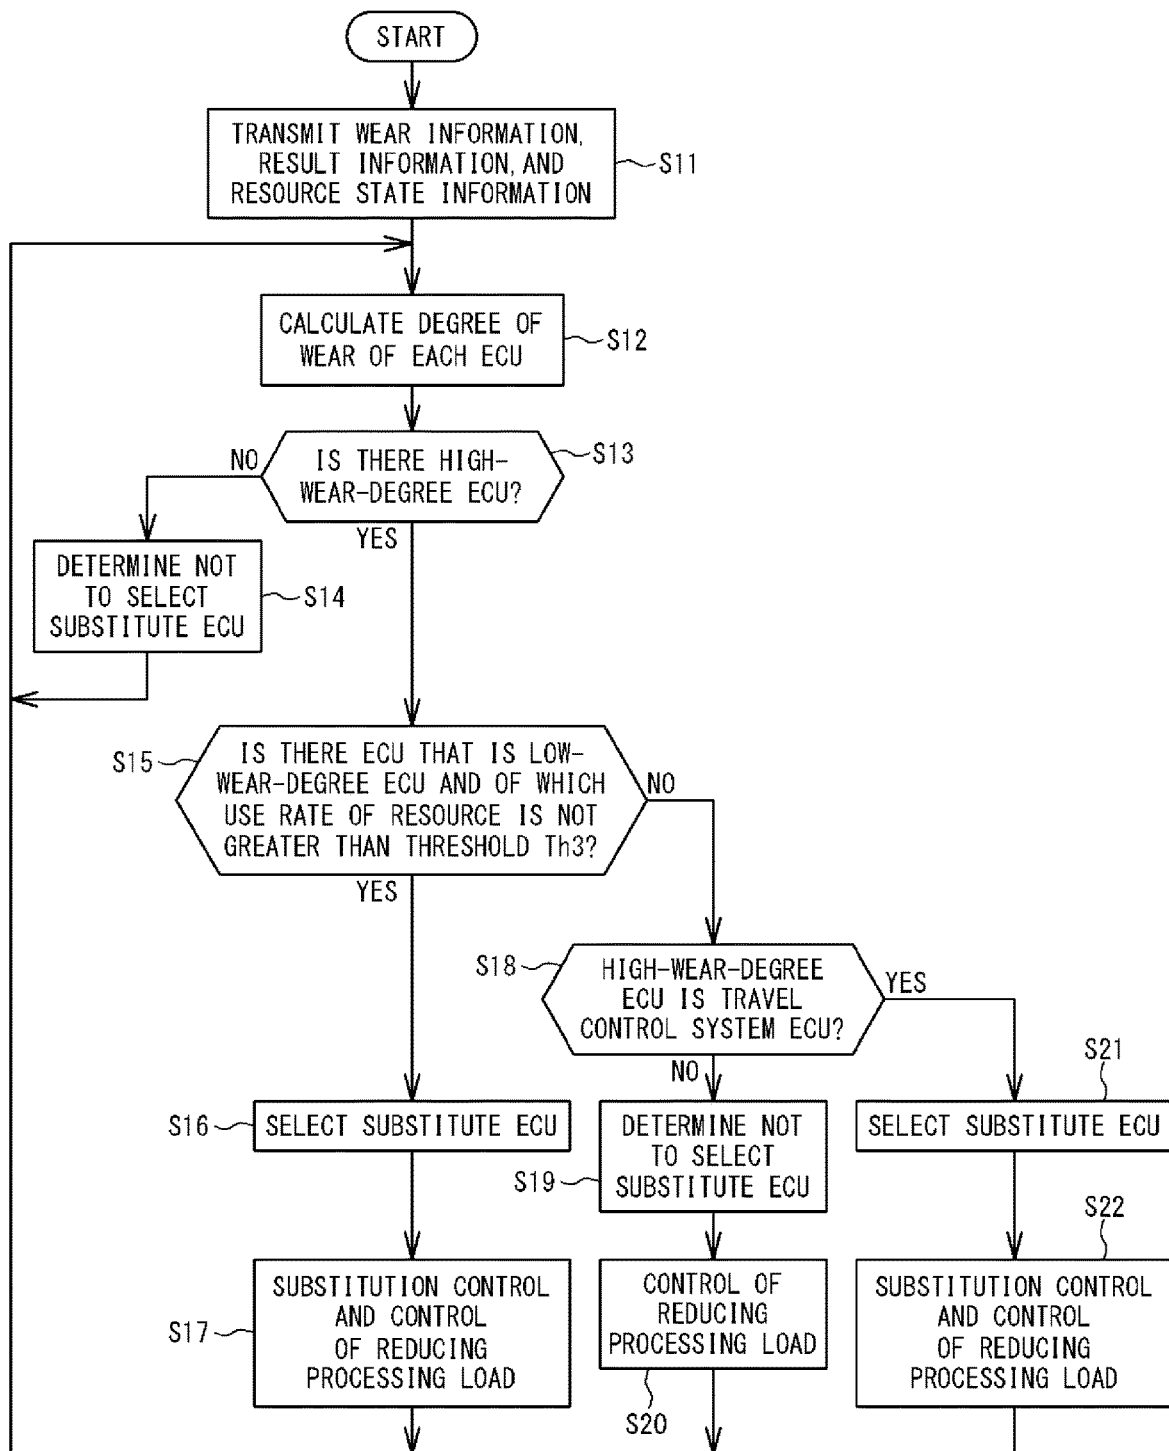 START
TRANSMIT WEAR INFORMATION,
RESULT INFORMATION, AND
RESOURCE STATE INFORMATION
S11
CALCULATE DEGREE OF
WEAR OF EACH ECU
S12
IS THERE HIGH-
WEAR-DEGREE ECU?
S13
NO
YES
DETERMINE NOT
TO SELECT
SUBSTITUTE ECU
S14
S15
IS THERE ECU THAT IS LOW-
WEAR-DEGREE ECU AND OF WHICH
USE RATE OF RESOURCE IS NOT
GREATER THAN THRESHOLD Th3?
NO
YES
S18
HIGH-WEAR-DEGREE
ECU IS TRAVEL
CONTROL SYSTEM ECU?
YES
NO
S16
SELECT SUBSTITUTE ECU
DETERMINE NOT
TO SELECT
SUBSTITUTE ECU
S19
S21
SELECT SUBSTITUTE ECU
S17
SUBSTITUTION CONTROL
AND CONTROL
OF REDUCING
PROCESSING LOAD
CONTROL OF
REDUCING
PROCESSING LOAD
S20
S22
SUBSTITUTION CONTROL
AND CONTROL
OF REDUCING
PROCESSING LOAD